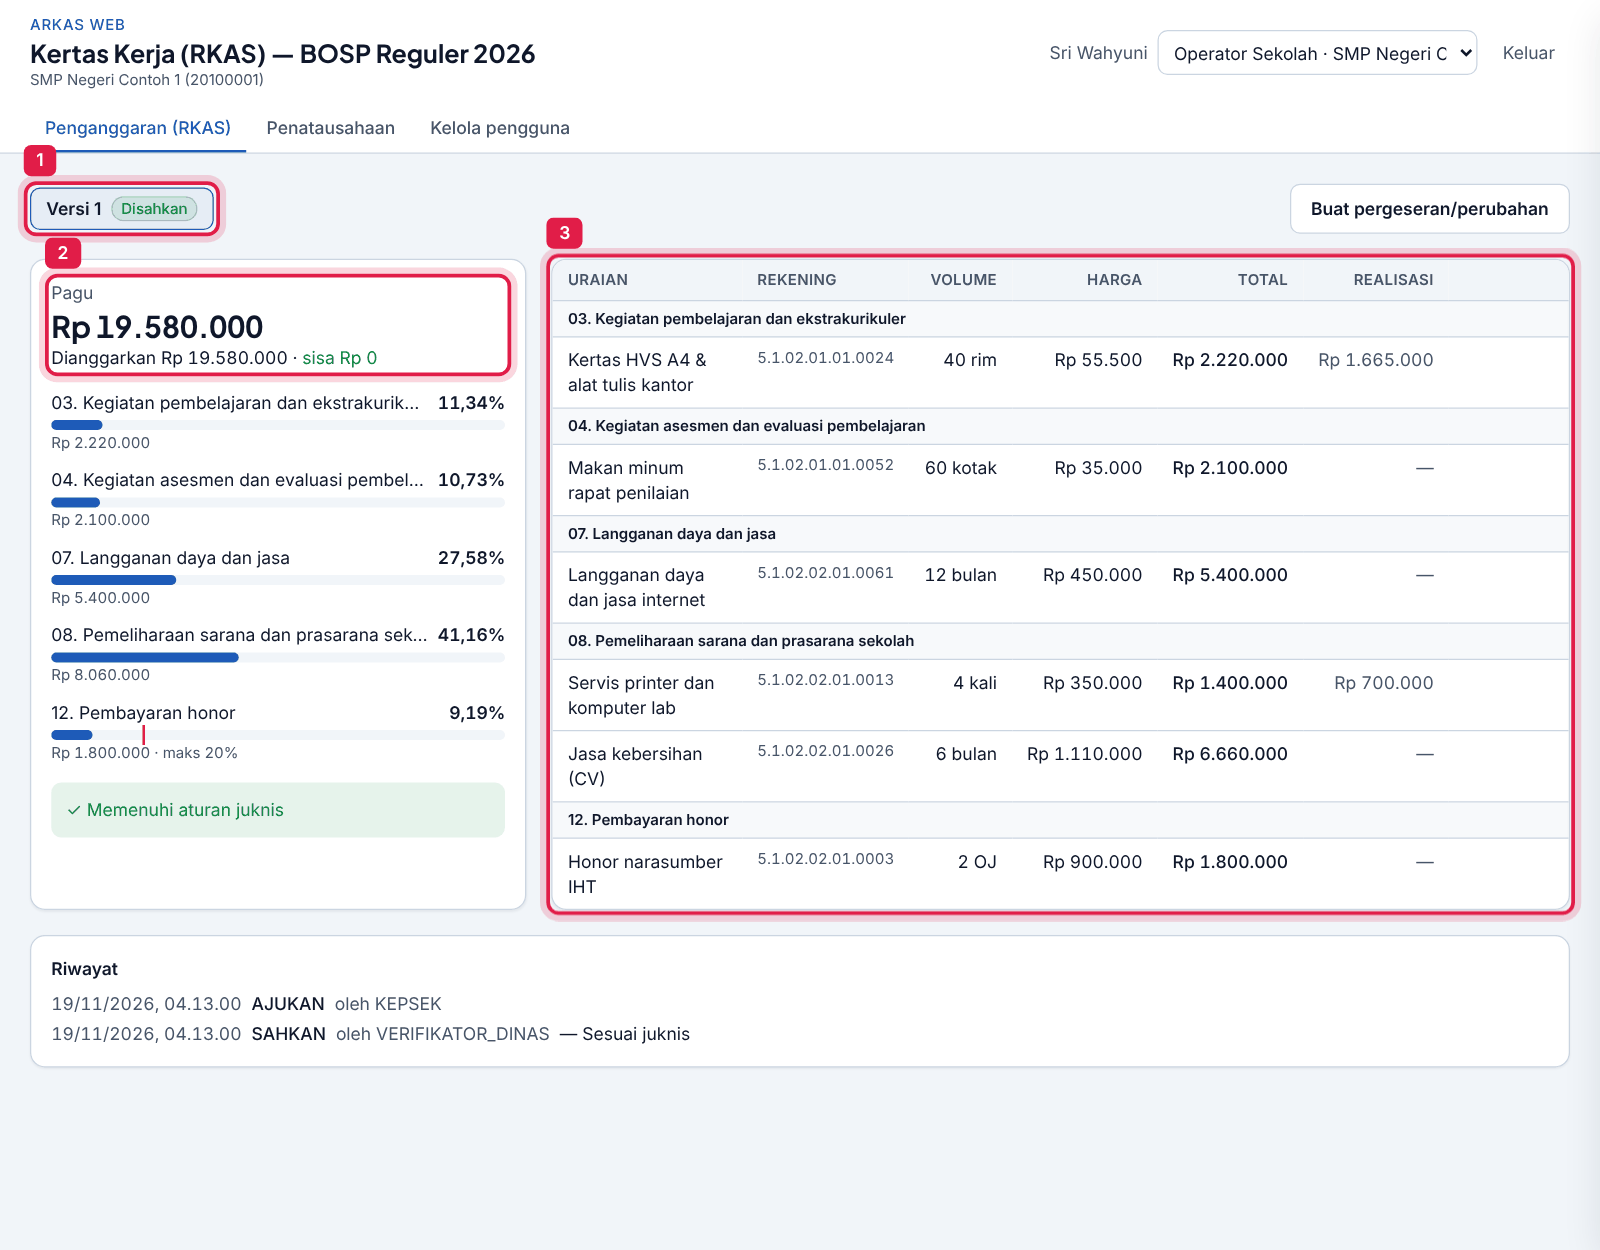 ARKAS WEB
Kertas Kerja (RKAS) — BOSP Reguler 2026
SMP Negeri Contoh 1 (20100001)
Sri Wahyuni
Operator Sekolah · SMP Negeri C
Keluar
Penganggaran (RKAS) Penatausahaan Kelola pengguna
1
Versi 1 Disahkan
Buat pergeseran/perubahan
2
Pagu
Rp 19.580.000
Dianggarkan Rp 19.580.000 · sisa Rp 0
03. Kegiatan pembelajaran dan ekstrakurik... 11,34%
Rp 2.220.000
04. Kegiatan asesmen dan evaluasi pembel... 10,73%
Rp 2.100.000
07. Langganan daya dan jasa 27,58%
Rp 5.400.000
08. Pemeliharaan sarana dan prasarana sek... 41,16%
Rp 8.060.000
12. Pembayaran honor 9,19%
Rp 1.800.000 · maks 20%
✓ Memenuhi aturan juknis
3
URAIAN REKENING VOLUME HARGA TOTAL REALISASI
03. Kegiatan pembelajaran dan ekstrakurikuler
Kertas HVS A4 & 5.1.02.01.01.0024 40 rim Rp 55.500 Rp 2.220.000 Rp 1.665.000
alat tulis kantor
04. Kegiatan asesmen dan evaluasi pembelajaran
Makan minum 5.1.02.01.01.0052 60 kotak Rp 35.000 Rp 2.100.000 —
rapat penilaian
07. Langganan daya dan jasa
Langganan daya 5.1.02.02.01.0061 12 bulan Rp 450.000 Rp 5.400.000 —
dan jasa internet
08. Pemeliharaan sarana dan prasarana sekolah
Servis printer dan 5.1.02.02.01.0013 4 kali Rp 350.000 Rp 1.400.000 Rp 700.000
komputer lab
Jasa kebersihan 5.1.02.02.01.0026 6 bulan Rp 1.110.000 Rp 6.660.000 —
(CV)
12. Pembayaran honor
Honor narasumber 5.1.02.02.01.0003 2 OJ Rp 900.000 Rp 1.800.000 —
IHT
Riwayat
19/11/2026, 04.13.00 AJUKAN oleh KEPSEK
19/11/2026, 04.13.00 SAHKAN oleh VERIFIKATOR_DINAS — Sesuai juknis